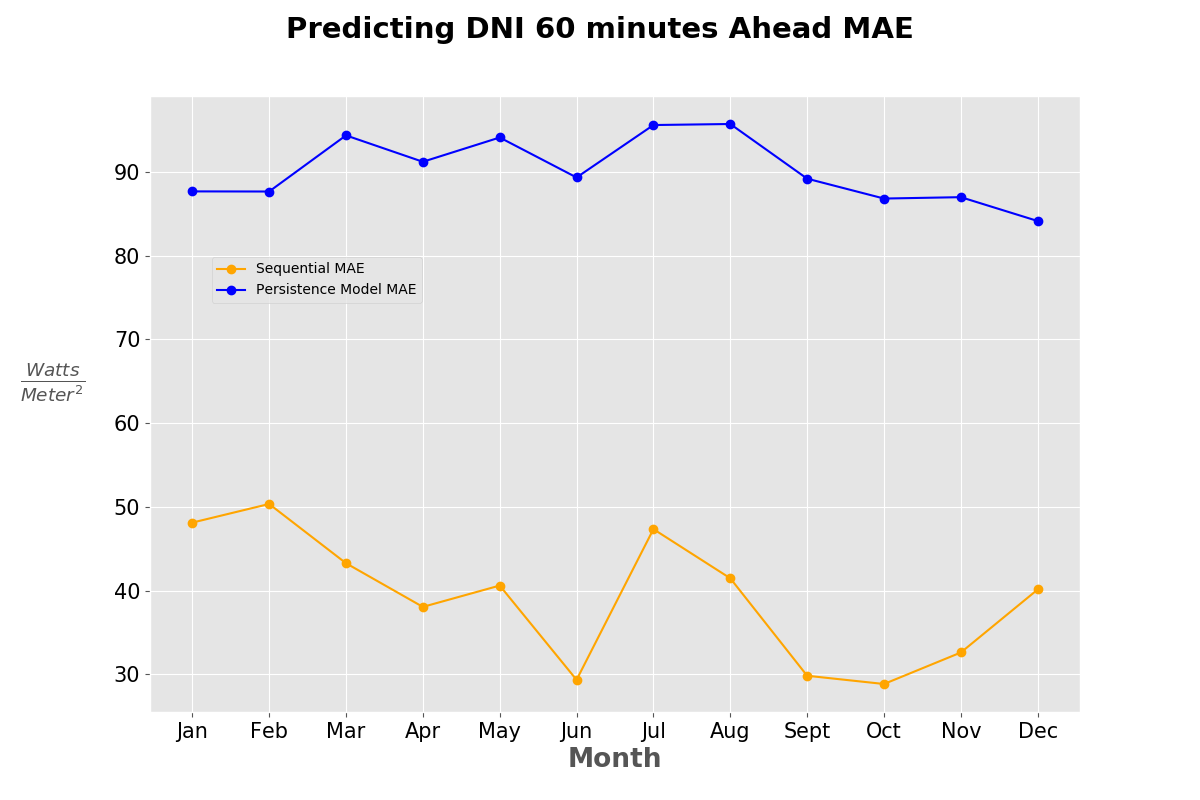 Predicting DNI 60 minutes Ahead MAE
90
80
Sequential MAE
Persistence Model MAE
70
Watts
Meter²
60
50
40
30
Jan Feb Mar Apr May Jun Jul Aug Sept Oct Nov Dec
Month